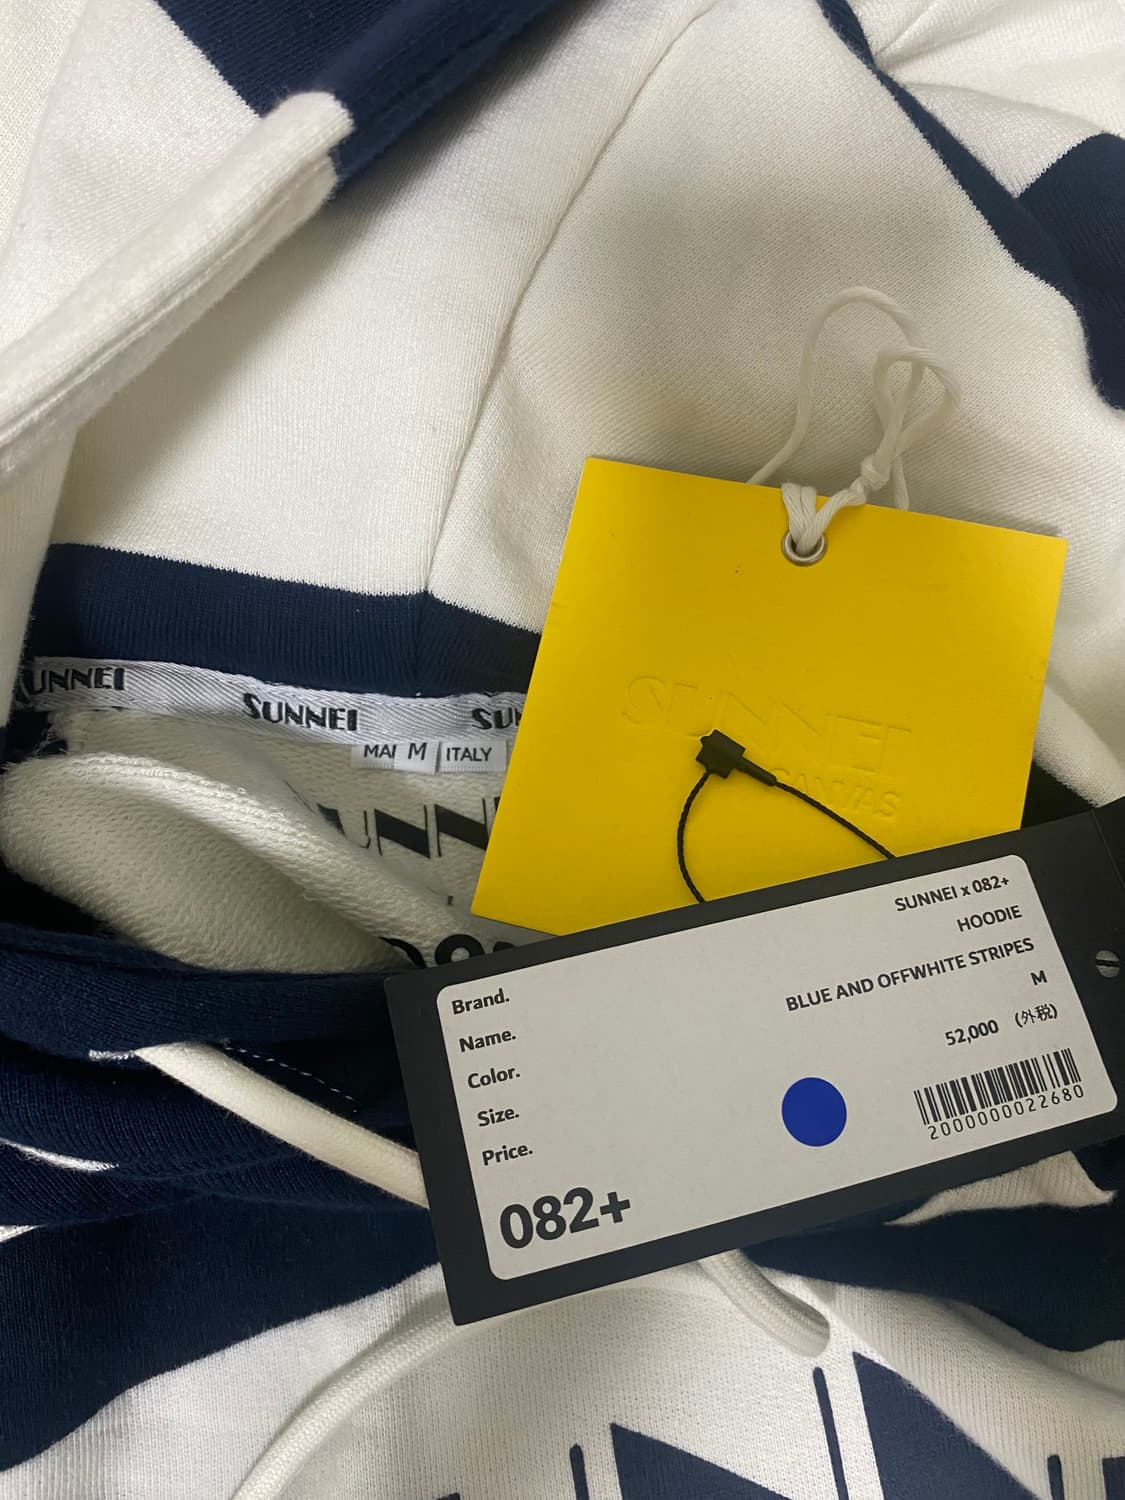 SUNNEI
SUNNEI
M
ITALY
SUNNEI
CANVAS
Brand. SUNNEI x 082+
Name. HOODIE
Color. BLUE AND OFFWHITE STRIPES
Size. M
Price. 52,000 (外税)
2000000022680
082+